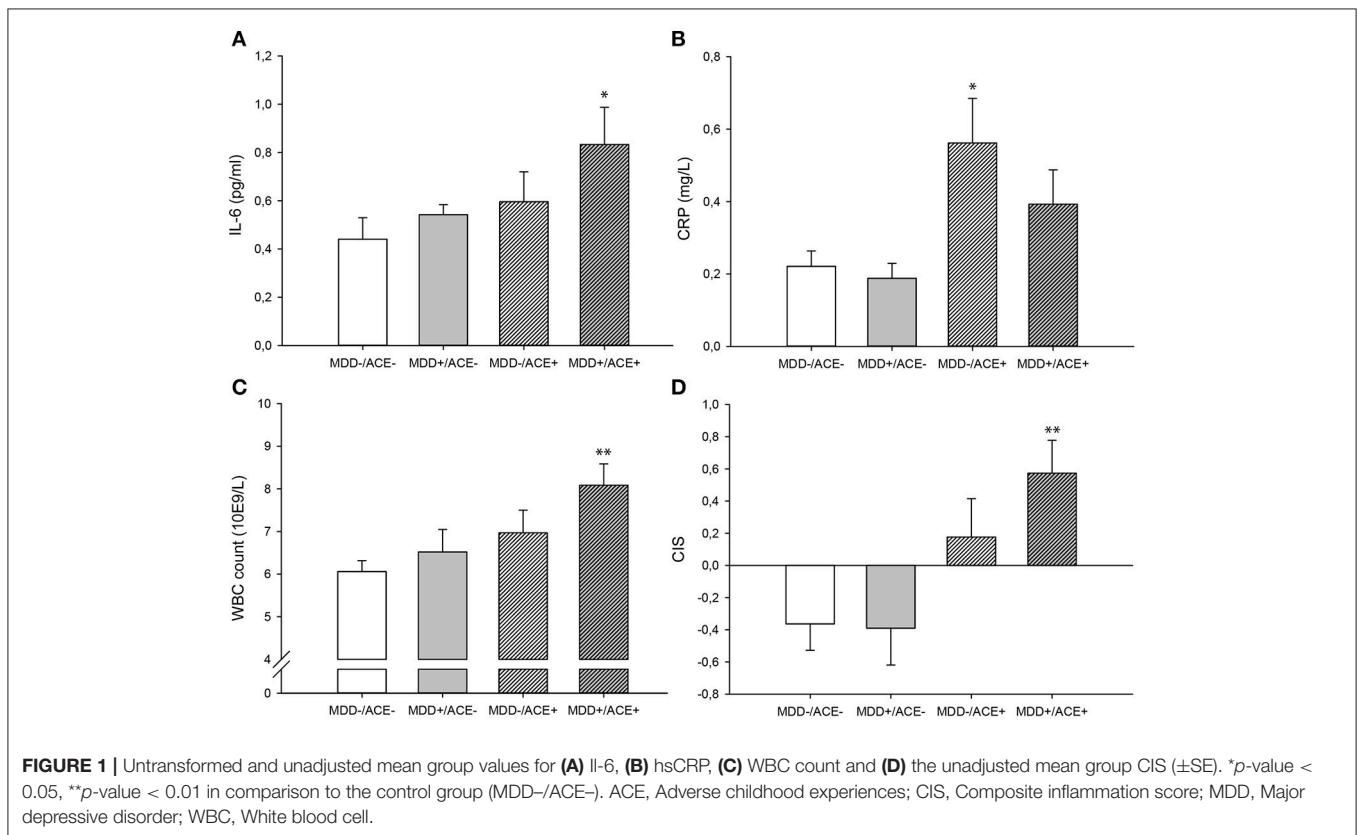 A
1,2
1,0
0,8
0,6
0,4
0,2
0,0
IL-6 (pg/ml)
*
MDD-/ACE- MDD+/ACE- MDD-/ACE+ MDD+/ACE+
B
0,8
0,6
0,4
0,2
0,0
CRP (mg/L)
*
MDD-/ACE- MDD+/ACE- MDD-/ACE+ MDD+/ACE+
C
10
9
8
7
6
5
4
0
WBC count (10E9/L)
**
MDD-/ACE- MDD+/ACE- MDD-/ACE+ MDD+/ACE+
D
1,0
0,8
0,6
0,4
0,2
0,0
-0,2
-0,4
-0,6
-0,8
CIS
**
MDD-/ACE- MDD+/ACE- MDD-/ACE+ MDD+/ACE+
FIGURE 1 | Untransformed and unadjusted mean group values for (A) Il-6, (B) hsCRP, (C) WBC count and (D) the unadjusted mean group CIS (±SE). *p-value <
0.05, **p-value < 0.01 in comparison to the control group (MDD–/ACE–). ACE, Adverse childhood experiences; CIS, Composite inflammation score; MDD, Major
depressive disorder; WBC, White blood cell.